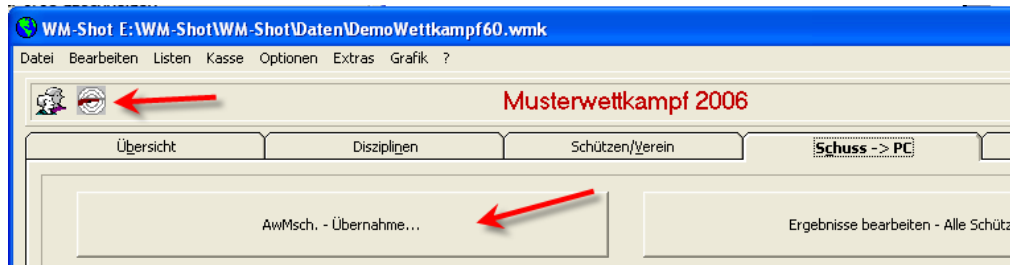 WM-Shot E:\WM-Shot\WM-Shot\Daten\DemoWettkampf60.wmk
Datei Bearbeiten Listen Kasse Optionen Extras Grafik ?
Musterwettkampf 2006
Übersicht Disziplinen Schützen/Verein Schuss -> PC
AwMsch. - Übernahme... Ergebnisse bearbeiten - Alle